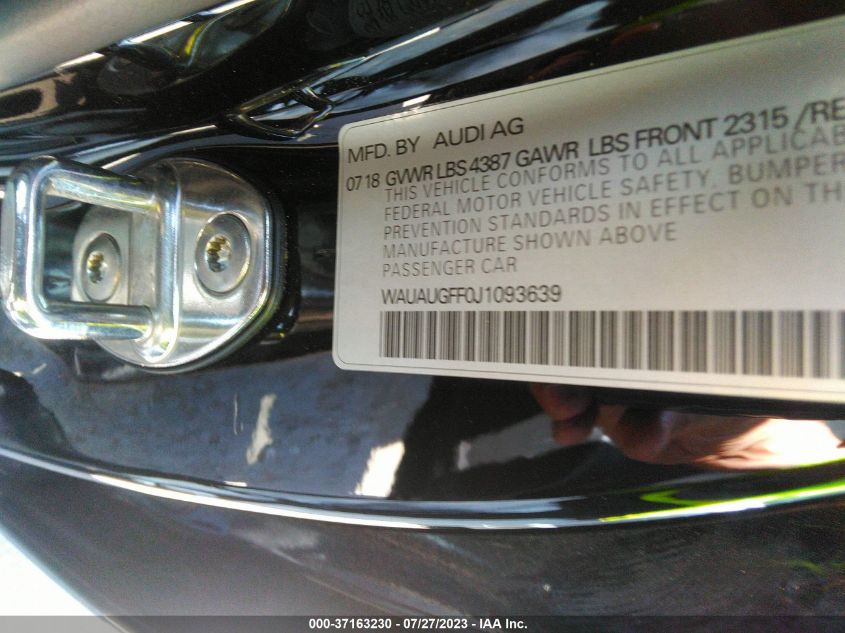 MFD. BY AUDI AG
07 18 GVWR LBS 4387 GAWR LBS FRONT 2315 /RE
THIS VEHICLE CONFORMS TO ALL APPLICAB
FEDERAL MOTOR VEHICLE SAFETY, BUMPER
PREVENTION STANDARDS IN EFFECT ON TH
MANUFACTURE SHOWN ABOVE
PASSENGER CAR
WAUAUGFF0J1093639
000-37163230 - 07/27/2023 - IAA Inc.